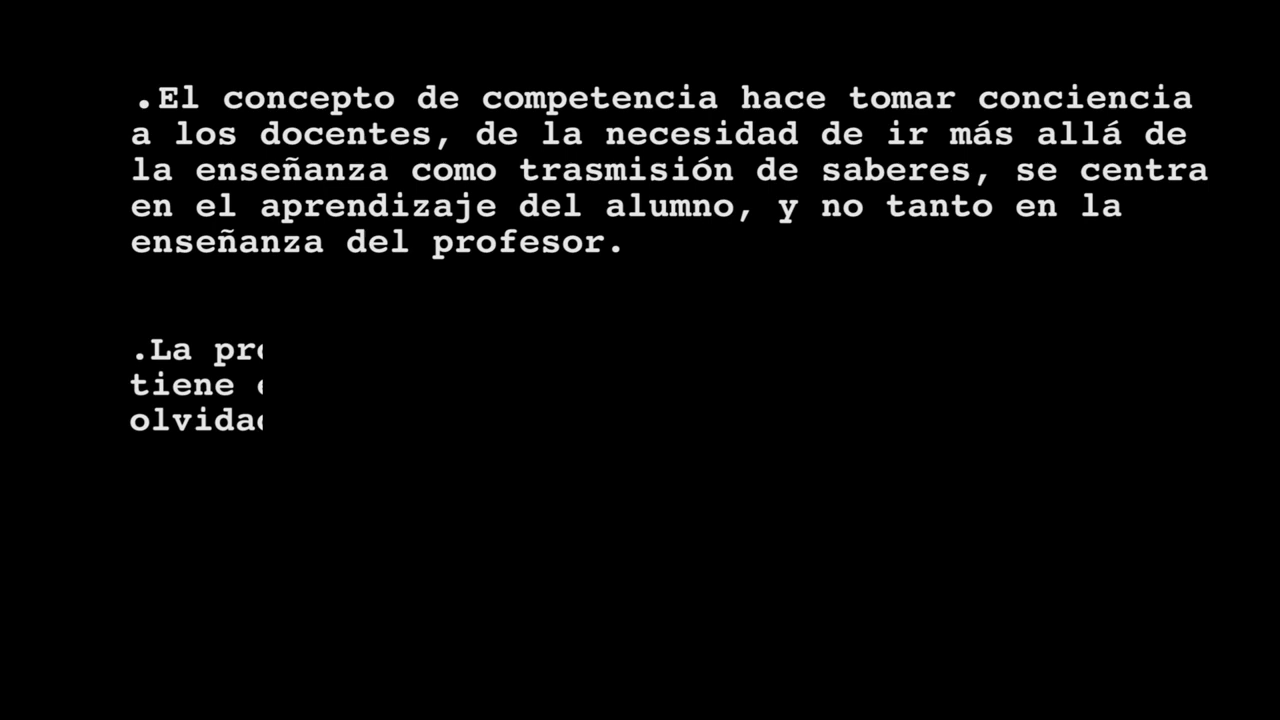 .El concepto de competencia hace tomar conciencia
a los docentes, de la necesidad de ir más allá de
la enseñanza como trasmisión de saberes, se centra
en el aprendizaje del alumno, y no tanto en la
enseñanza del profesor.
.La
tiene